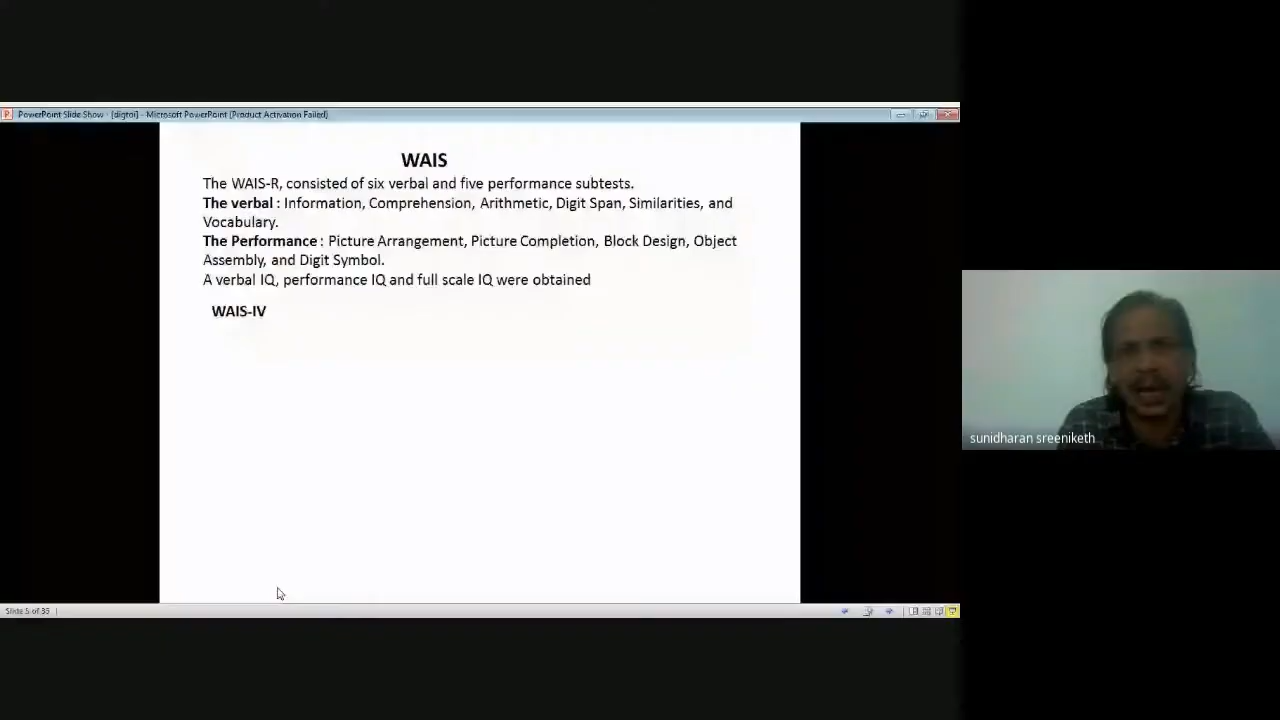 PowerPoint Slide Show - [digtoi] - Microsoft PowerPoint (Product Activation Failed)
WAIS
The WAIS-R, consisted of six verbal and five performance subtests.
The verbal : Information, Comprehension, Arithmetic, Digit Span, Similarities, and
Vocabulary.
The Performance : Picture Arrangement, Picture Completion, Block Design, Object
Assembly, and Digit Symbol.
A verbal IQ, performance IQ and full scale IQ were obtained
WAIS-IV
sunidharan sreeniketh
Slide 5 of 35